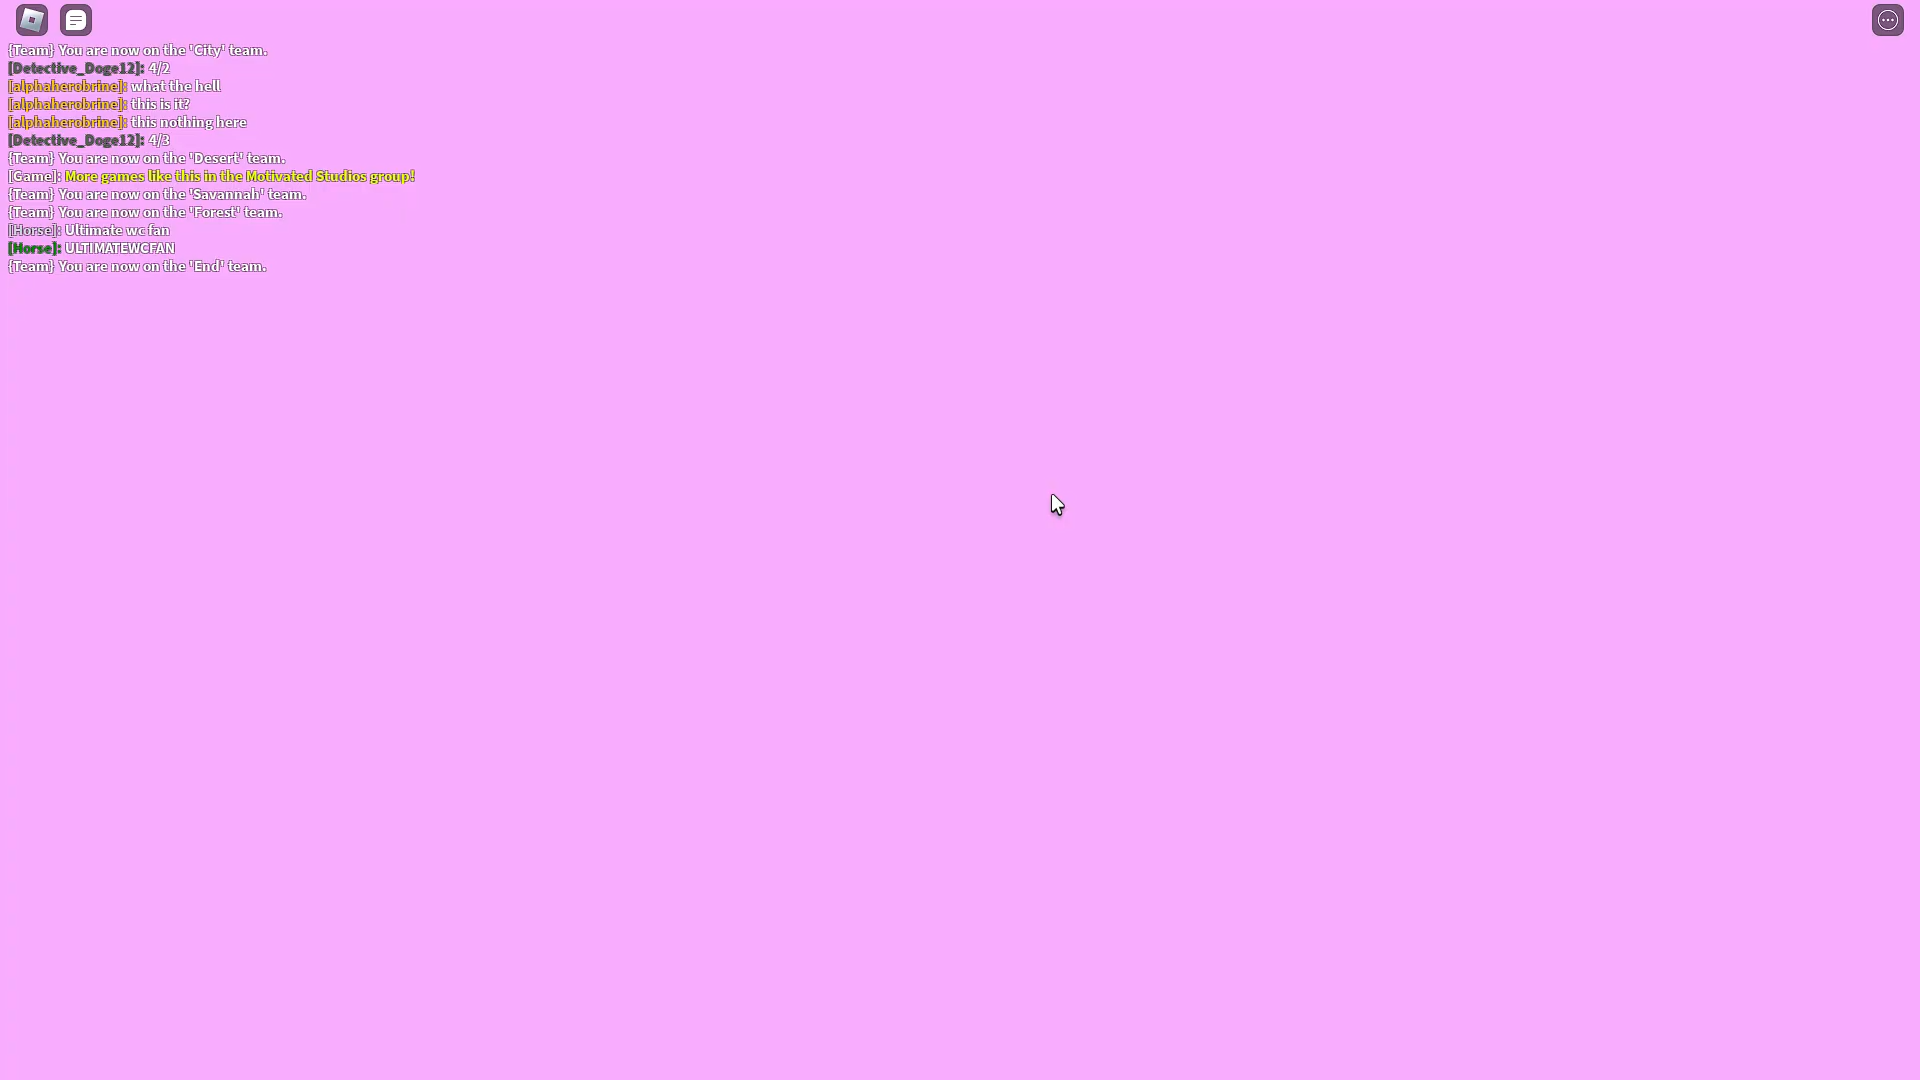 {Team} You are now on the 'City' team.
[Detective_Doge12]: 4/2
[alphaherobrine]: what the hell
[alphaherobrine]: this is it?
[alphaherobrine]: this nothing here
[Detective_Doge12]: 4/3
{Team} You are now on the 'Desert' team.
[Game]: More games like this in the Motivated Studios group!
{Team} You are now on the 'Savannah' team.
{Team} You are now on the 'Forest' team.
[Horse]: Ultimate wc fan
[Horse]: ULTIMATEWCFAN
{Team} You are now on the 'End' team.